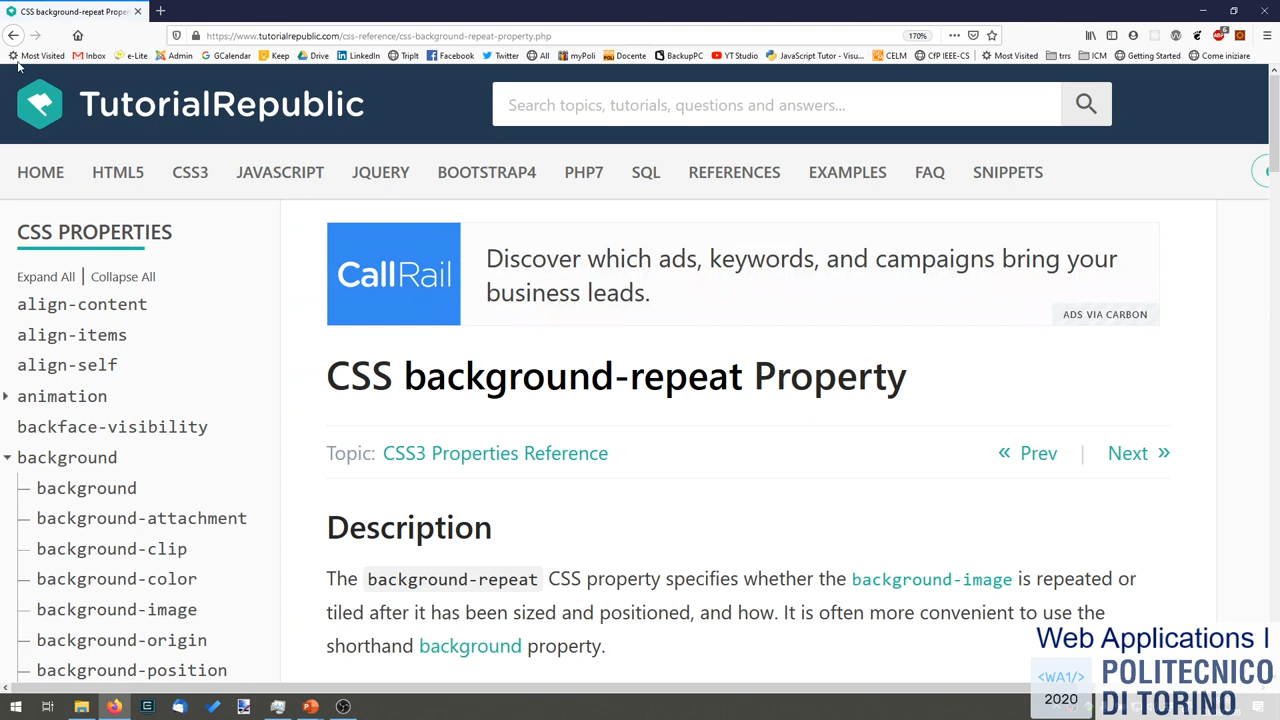 CSS background-repeat Proper
https://www.tutorialrepublic.com/css-reference/css-background-repeat-property.php
170%
Most Visited
Inbox
e-Lite
Admin
GCalendar
Keep
Drive
LinkedIn
TripIt
Facebook
Twitter
All
myPoli
Docente
BackupPC
YT Studio
JavaScript Tutor - Visu...
CELM
CfP IEEE-CS
Most Visited
trrs
ICM
Getting Started
Come iniziare
TutorialRepublic
Search topics, tutorials, questions and answers...
HOME
HTML5
CSS3
JAVASCRIPT
JQUERY
BOOTSTRAP4
PHP7
SQL
REFERENCES
EXAMPLES
FAQ
SNIPPETS
CSS PROPERTIES
Expand All | Collapse All
align-content
align-items
align-self
animation
backface-visibility
background
background
background-attachment
background-clip
background-color
background-image
background-origin
background-position
CallRail
Discover which ads, keywords, and campaigns bring your
business leads.
ADS VIA CARBON
CSS background-repeat Property
Topic: CSS3 Properties Reference
« Prev | Next »
Description
The background-repeat CSS property specifies whether the background-image is repeated or
tiled after it has been sized and positioned, and how. It is often more convenient to use the
shorthand background property.
Web Applications I
<WA1/>
2020
POLITECNICO
DI TORINO